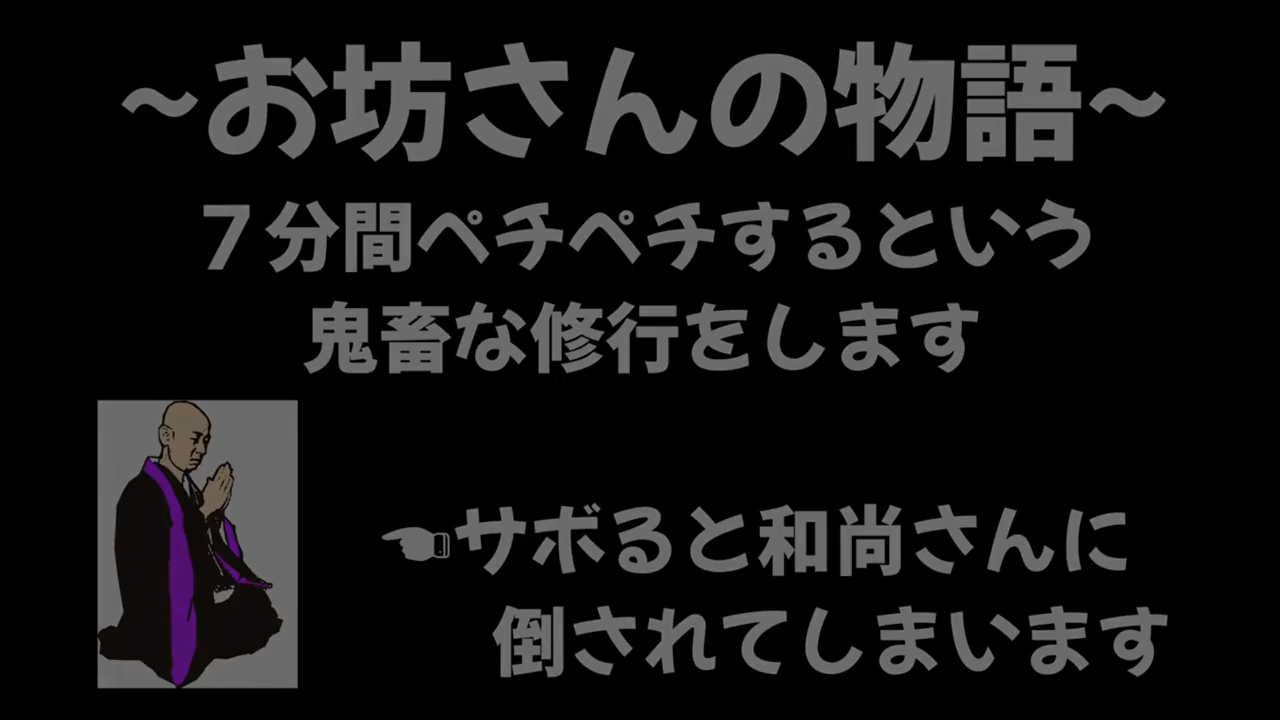 ~お坊さんの物語~
７分間ペチペチするという
鬼畜な修行をします
☚サボると和尚さんに
倒されてしまいます